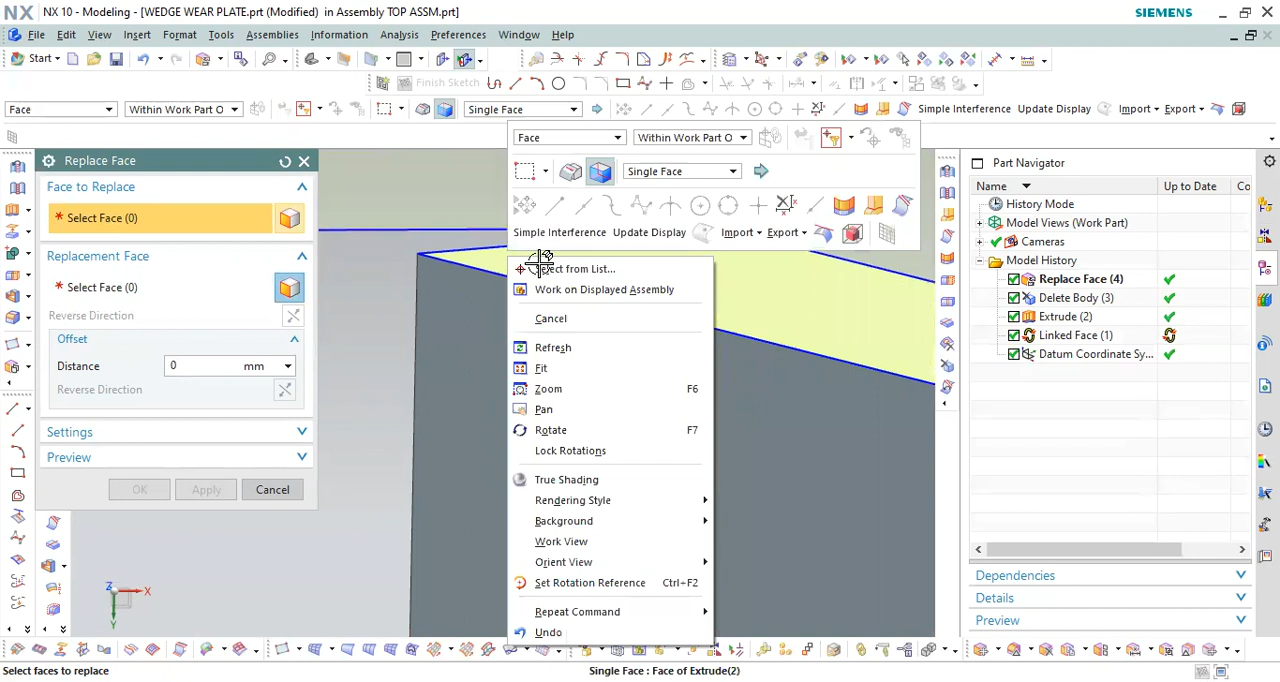 NX NX 10 - Modeling - [WEDGE WEAR PLATE.prt (Modified) in Assembly TOP ASSM.prt] SIEMENS
File Edit View Insert Format Tools Assemblies Information Analysis Preferences Window Help
Start
Finish Sketch
Face Within Work Part O Single Face Simple Interference Update Display Import Export
Replace Face
Face to Replace
* Select Face (0)
Replacement Face
* Select Face (0)
Reverse Direction
Offset
Distance 0 mm
Reverse Direction
Settings
Preview
OK Apply Cancel
Face Within Work Part O
Single Face
Simple Interference Update Display Import Export
from List...
Work on Displayed Assembly
Cancel
Refresh
Fit
Zoom F6
Pan
Rotate F7
Lock Rotations
True Shading
Rendering Style
Background
Work View
Orient View
Set Rotation Reference Ctrl+F2
Repeat Command
Undo
Z X
Y
Part Navigator
Name Up to Date Co
History Mode
Model Views (Work Part)
Cameras
Model History
Replace Face (4)
Delete Body (3)
Extrude (2)
Linked Face (1)
Datum Coordinate Sy...
Dependencies
Details
Preview
Select faces to replace Single Face : Face of Extrude(2)